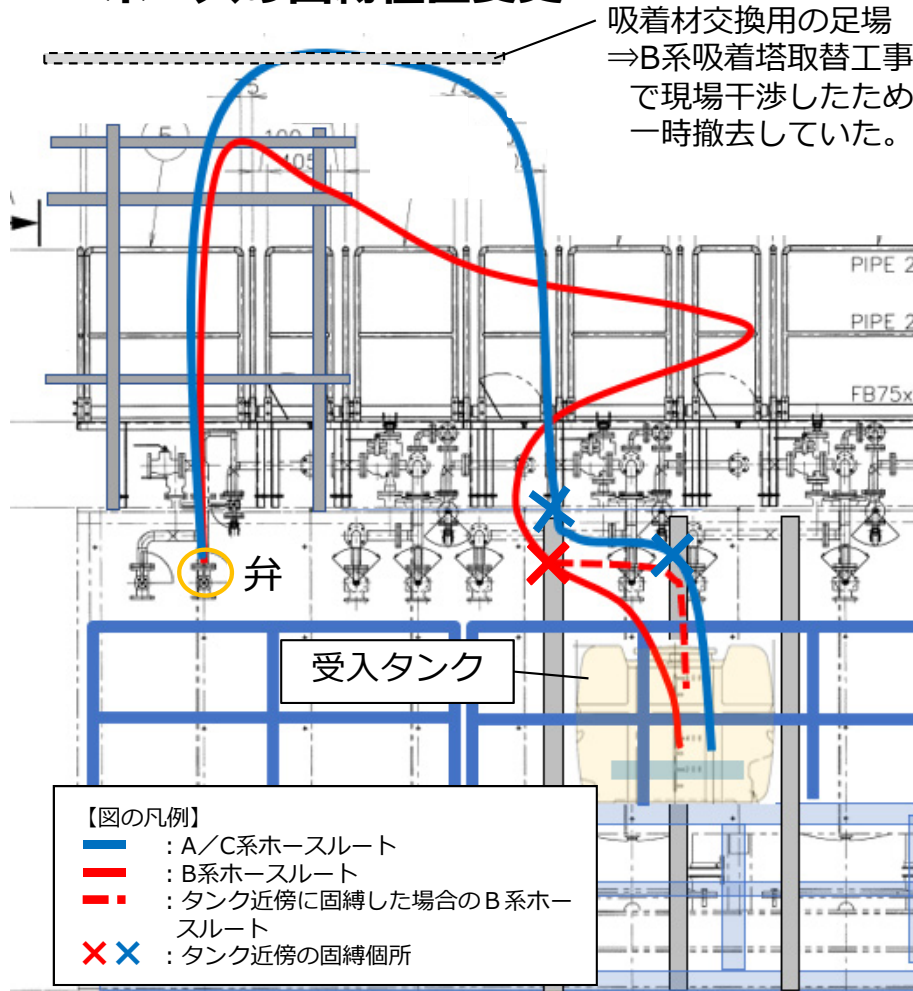 吸着材交換用の足場
⇒B系吸着塔取替工事
で現場干渉したため
一時撤去していた。
PIPE 2
PIPE 2
FB75x
弁
受入タンク
【図の凡例】
：A／C系ホースルート
：B系ホースルート
：タンク近傍に固縛した場合のB系ホー
スルート
：タンク近傍の固縛個所